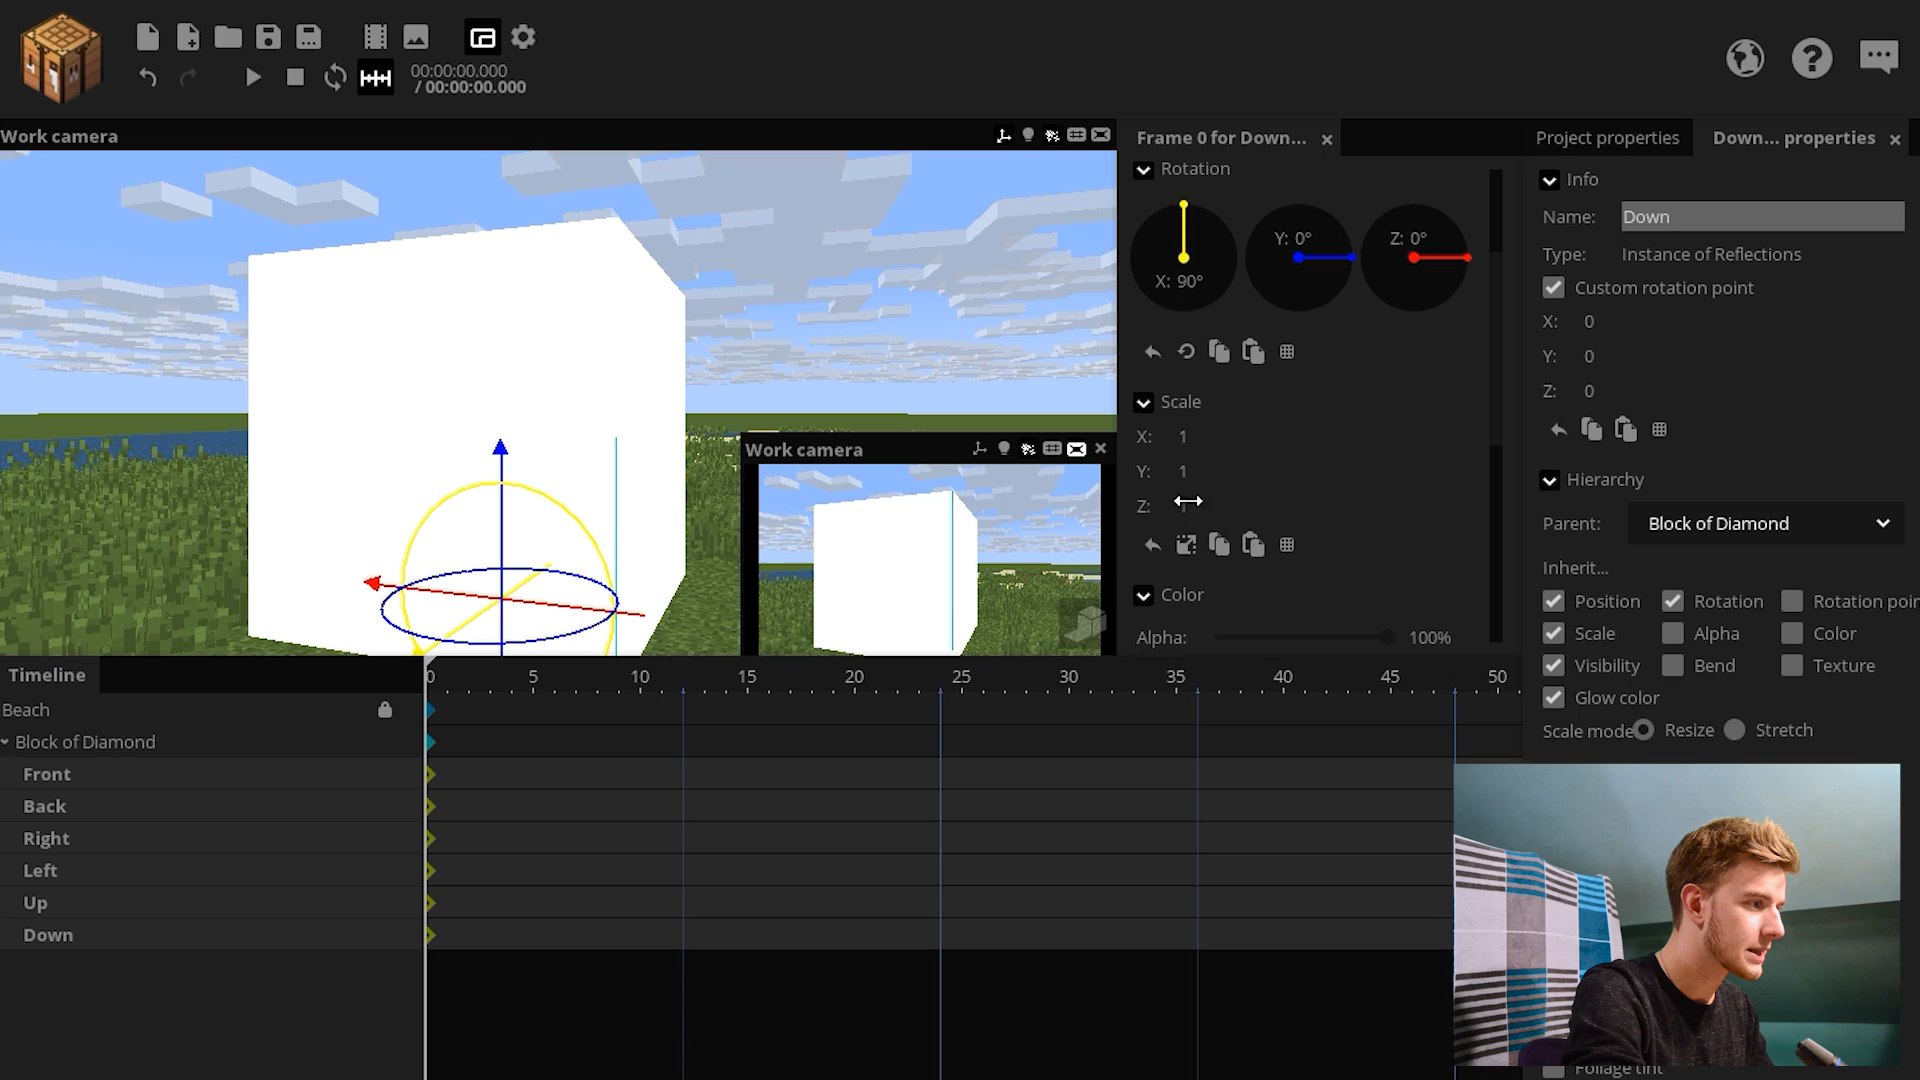 00:00:00.000
/ 00:00:00.000
Work camera
Frame 0 for Down...
Rotation
X: 90°
Y: 0°
Z: 0°
Scale
X: 1
Y: 1
Z:
Color
Alpha: 100%
Project properties
Down... properties
Info
Name: Down
Type: Instance of Reflections
Custom rotation point
X: 0
Y: 0
Z: 0
Hierarchy
Parent: Block of Diamond
Inherit...
Position Rotation Rotation poin
Scale Alpha Color
Visibility Bend Texture
Glow color
Scale mode Resize Stretch
Foliage tint
Work camera
Timeline
0 5 10 15 20 25 30 35 40 45 50
Beach
Block of Diamond
Front
Back
Right
Left
Up
Down